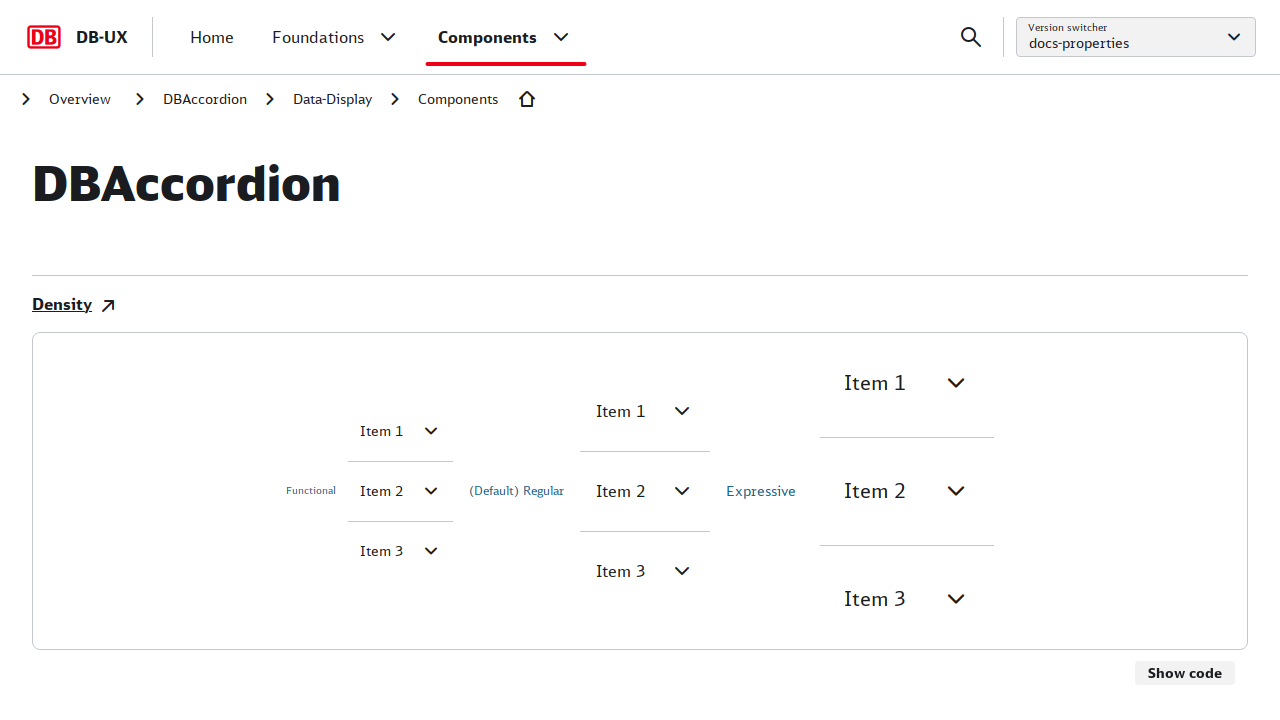 DB DB-UX Home Foundations Components Version switcher
docs-properties
Overview DBAccordion Data-Display Components
DBAccordion
Density
Functional
Item 1
Item 2
Item 3
(Default) Regular
Item 1
Item 2
Item 3
Expressive
Item 1
Item 2
Item 3
Show code